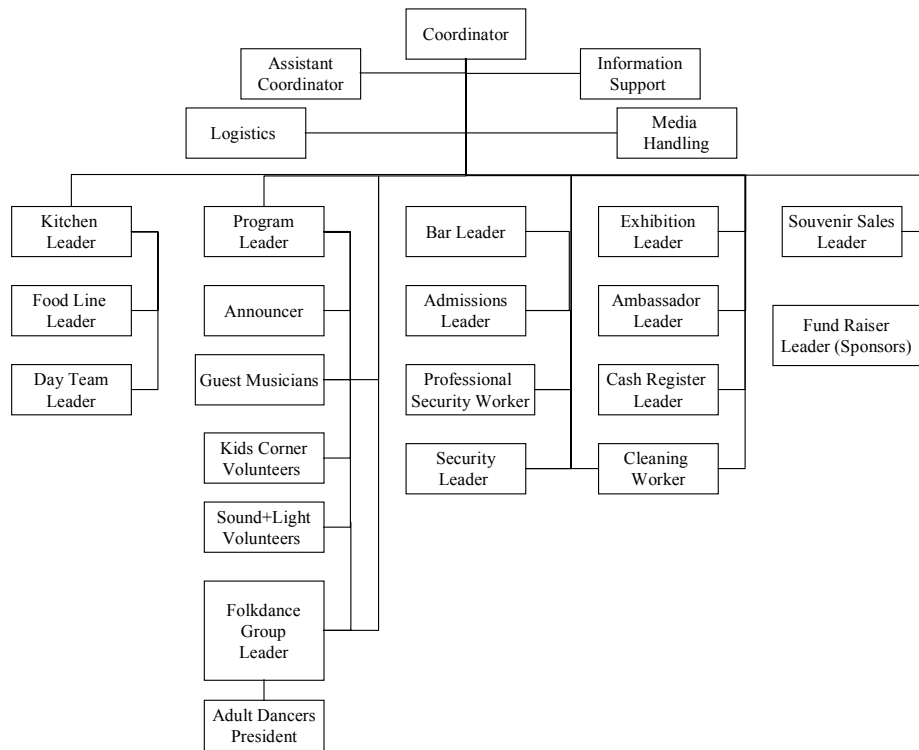 Coordinator
Assistant
Coordinator
Information
Support
Logistics
Media
Handling
Kitchen
Leader
Program
Leader
Bar Leader
Exhibition
Leader
Souvenir Sales
Leader
Food Line
Leader
Announcer
Admissions
Leader
Ambassador
Leader
Fund Raiser
Leader (Sponsors)
Day Team
Leader
Guest Musicians
Professional
Security Worker
Cash Register
Leader
Kids Corner
Volunteers
Security
Leader
Cleaning
Worker
Sound+Light
Volunteers
Folkdance
Group
Leader
Adult Dancers
President